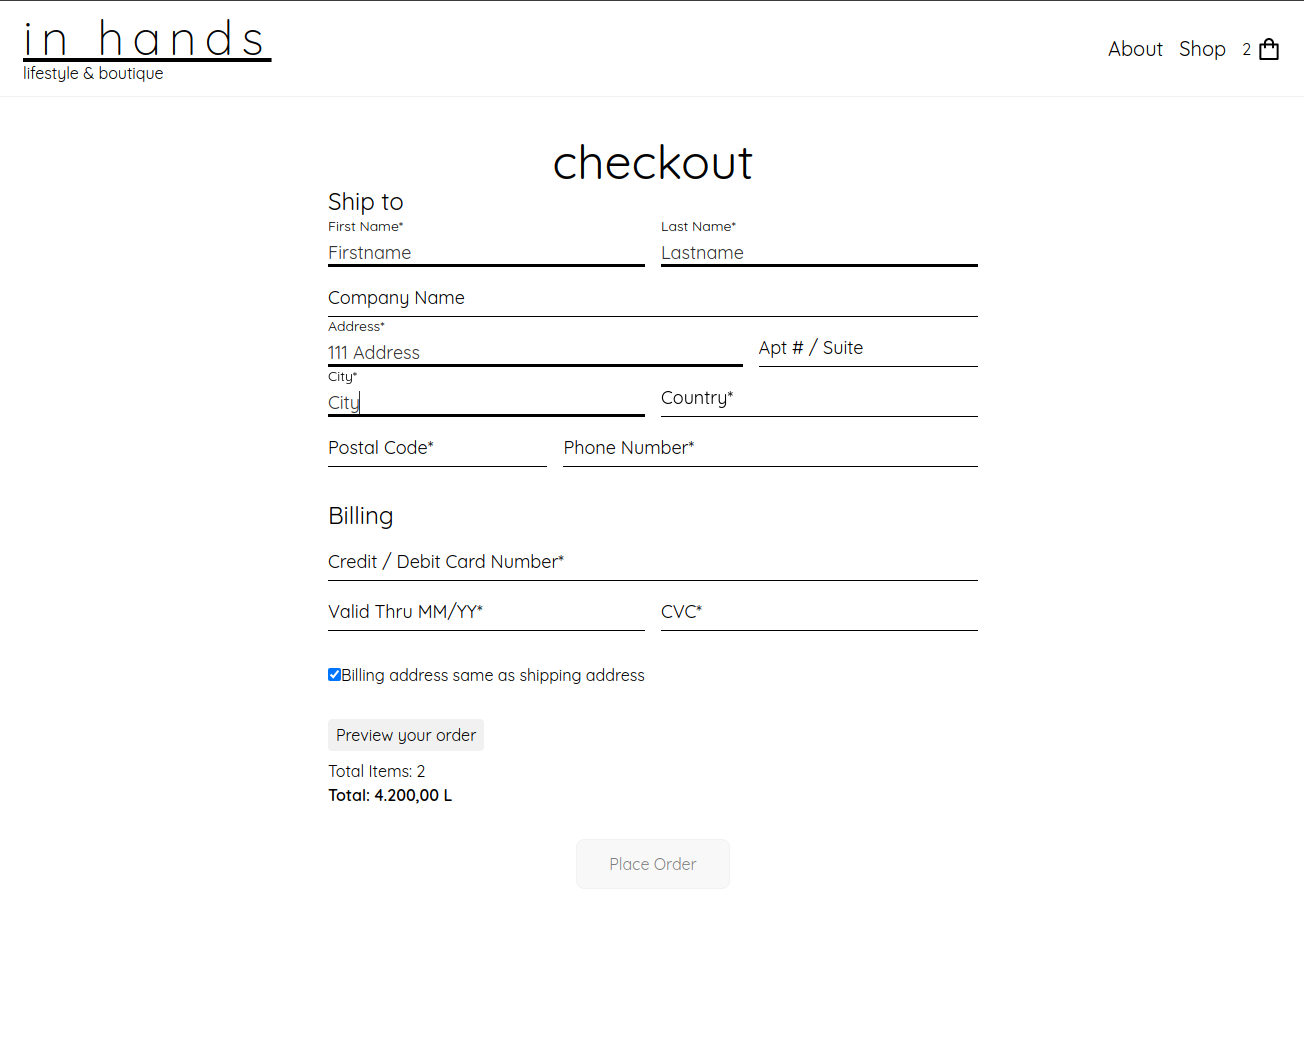 in hands
lifestyle & boutique
About Shop 2
checkout
Ship to
First Name* Last Name*
Firstname Lastname
Company Name
Address*
111 Address Apt # / Suite
City*
City Country*
Postal Code* Phone Number*
Billing
Credit / Debit Card Number*
Valid Thru MM/YY* CVC*
Billing address same as shipping address
Preview your order
Total Items: 2
Total: 4.200,00 L
Place Order